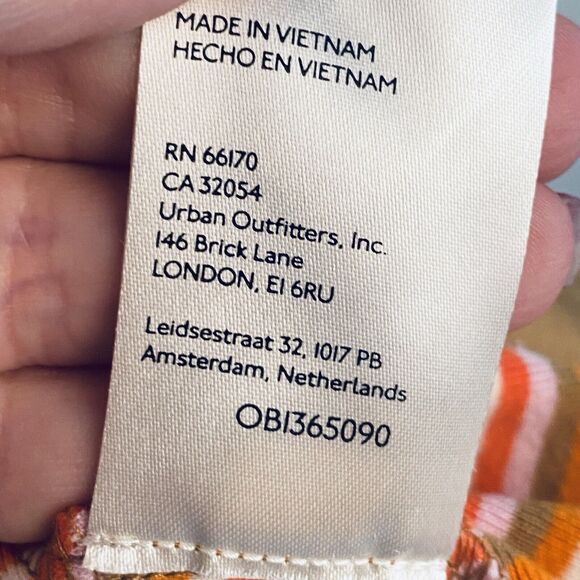 MADE IN VIETNAM
HECHO EN VIETNAM
RN 66170
CA 32054
Urban Outfitters, Inc.
146 Brick Lane
LONDON, E1 6RU
Leidsestraat 32, 1017 PB
Amsterdam, Netherlands
OB1365090